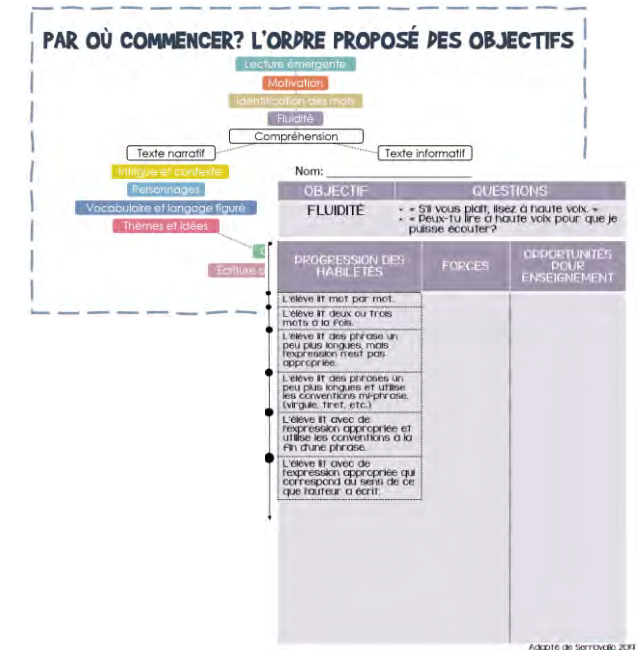 PAR OÙ COMMENCER? L'ORDRE PROPOSÉ DES OBJECTIFS
Lecture émergente
Motivation
Identification des mots
Fluidité
Compréhension
Texte narratif
Texte informatif
Intrigue et contexte
Personnages
Vocabulaire et langage figuré
Thèmes et idées
Écriture
Nom:
OBJECTIF
QUESTIONS
FLUIDITÉ
• « S'il vous plaît, lisez à haute voix. »
• « Peux-tu lire à haute voix pour que je
puisse écouter?
PROGRESSION DES
HABILETÉS
FORCES
OPPORTUNITÉS
POUR
ENSEIGNEMENT
L'élève lit mot par mot.
L'élève lit deux ou trois
mots à la fois.
L'élève lit des phrase un
peu plus longues, mais
l'expression n'est pas
appropriée.
L'élève lit des phrases un
peu plus longues et utilise
les conventions mi-phrase.
(virgule, tiret, etc.)
L'élève lit avec de
l'expression appropriée et
utilise les conventions à la
fin d'une phrase.
L'élève lit avec de
l'expression appropriée qui
correspond au sens de ce
que l'auteur a écrit.
Adapté de Serravallo 2019